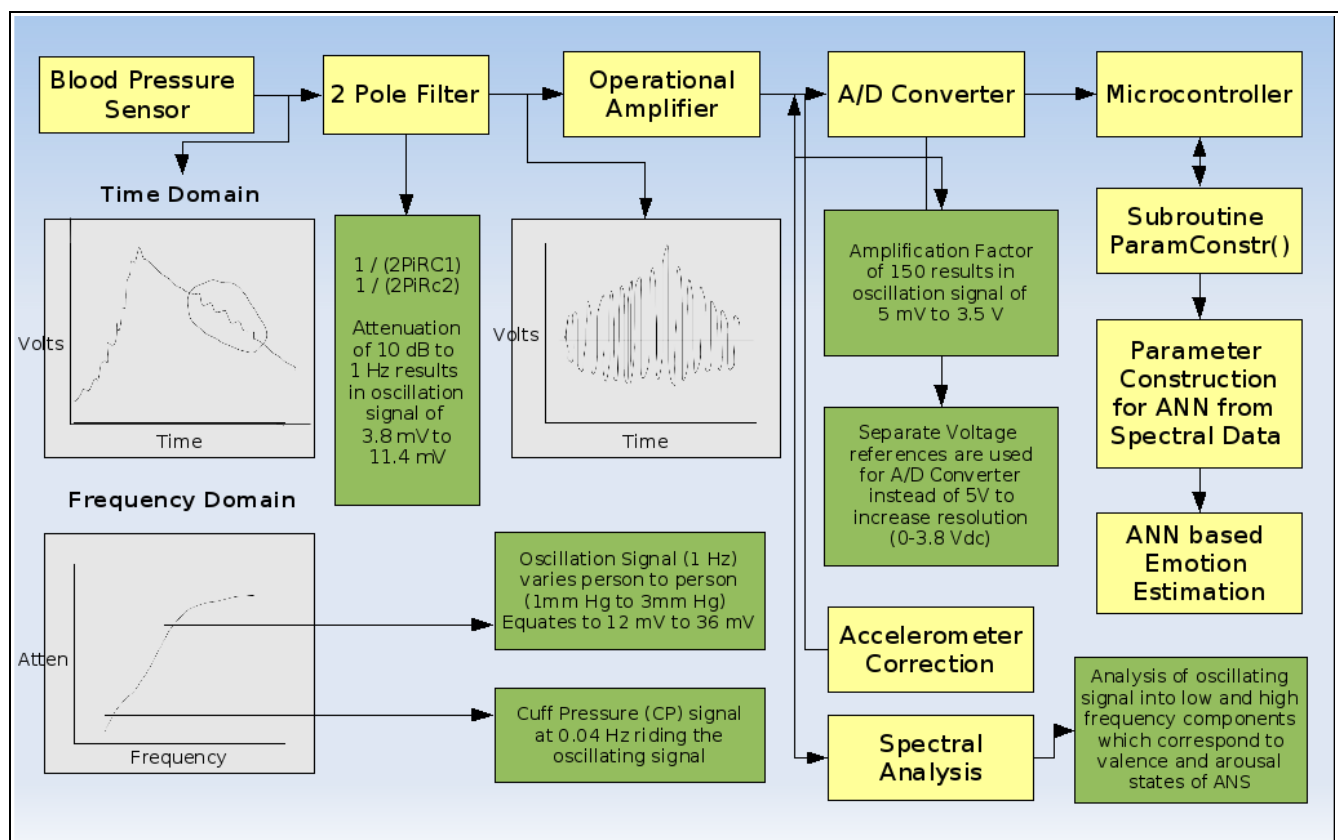 Blood Pressure
Sensor
2 Pole Filter
Operational
Amplifier
A/D Converter
Microcontroller
Time Domain
Volts
Time
1 / (2PiRC1)
1 / (2PiRc2)
Attenuation
of 10 dB to
1 Hz results
in oscillation
signal of
3.8 mV to
11.4 mV
Volts
Time
Amplification Factor
of 150 results in
oscillation signal of
5 mV to 3.5 V
Subroutine
ParamConstr()
Parameter
Construction
for ANN from
Spectral Data
Separate Voltage
references are used
for A/D Converter
instead of 5V to
increase resolution
(0-3.8 Vdc)
ANN based
Emotion
Estimation
Frequency Domain
Atten
Frequency
Oscillation Signal (1 Hz)
varies person to person
(1mm Hg to 3mm Hg)
Equates to 12 mV to 36 mV
Cuff Pressure (CP) signal
at 0.04 Hz riding the
oscillating signal
Accelerometer
Correction
Spectral
Analysis
Analysis of oscillating
signal into low and high
frequency components
which correspond to
valence and arousal
states of ANS